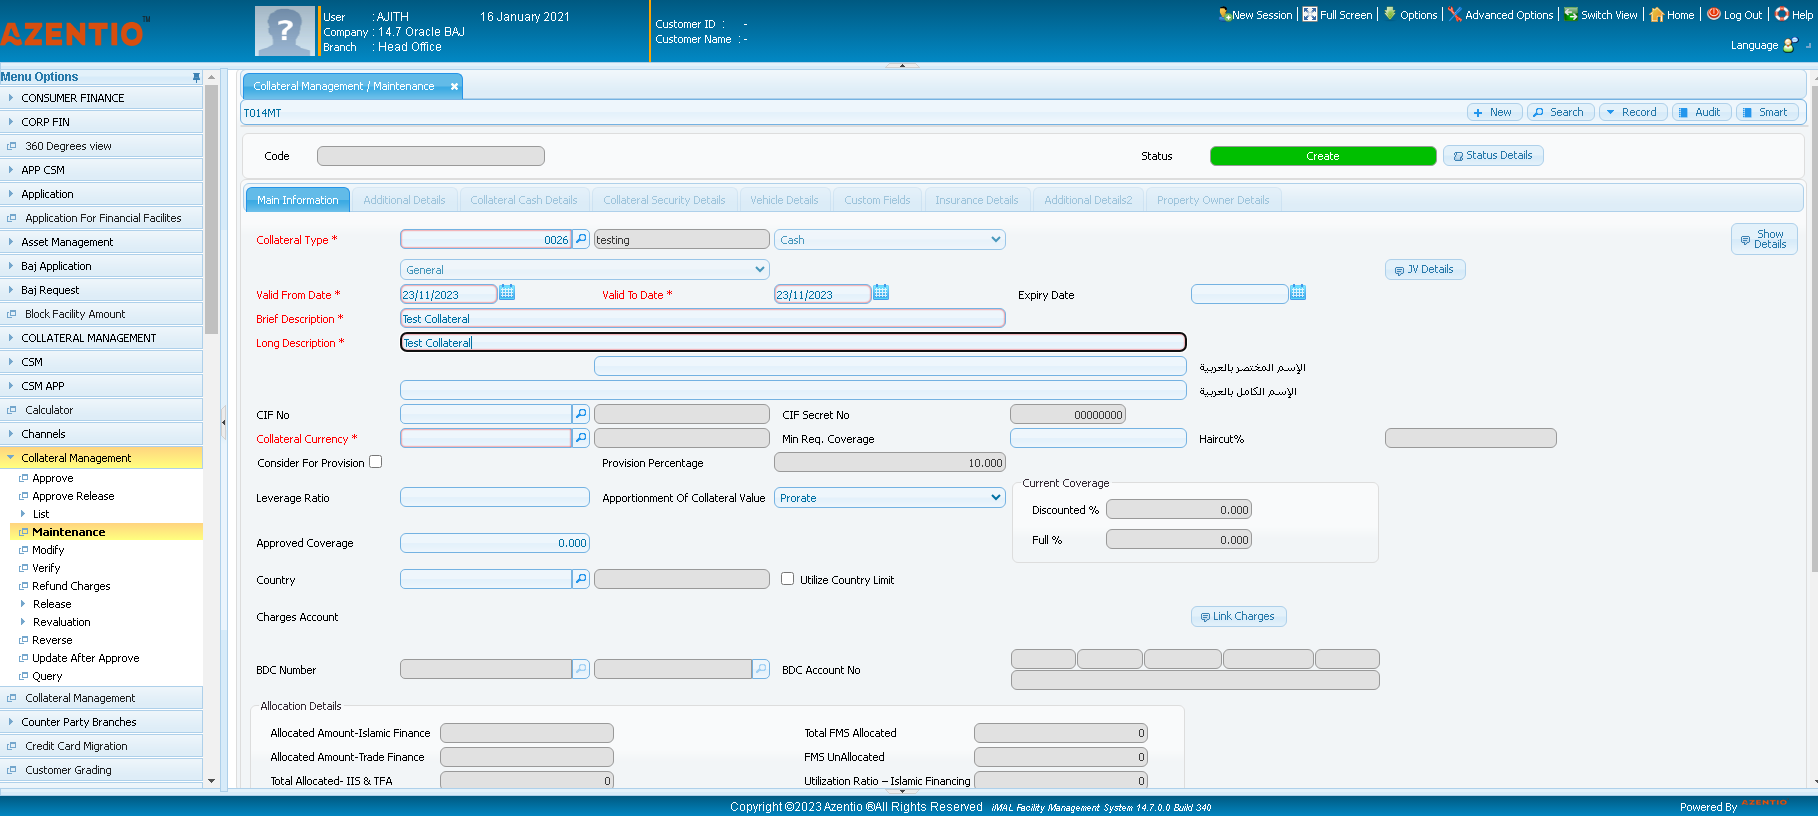 AZENTIO™
User : AJITH 16 January 2021
Company : 14.7 Oracle BAJ
Branch : Head Office
Customer ID : -
Customer Name : -
New Session Full Screen Options Advanced Options Switch View Home Log Out Help
Language
Menu Options
CONSUMER FINANCE
CORP FIN
360 Degrees view
APP CSM
Application
Application For Financial Facilites
Asset Management
Baj Application
Baj Request
Block Facility Amount
COLLATERAL MANAGEMENT
CSM
CSM APP
Calculator
Channels
Collateral Management
Approve
Approve Release
List
Maintenance
Modify
Verify
Refund Charges
Release
Revaluation
Reverse
Update After Approve
Query
Collateral Management
Counter Party Branches
Credit Card Migration
Customer Grading
Collateral Management / Maintenance
T014MT
New Search Record Audit Smart
Code Status Create Status Details
Main Information Additional Details Collateral Cash Details Collateral Security Details Vehicle Details Custom Fields Insurance Details Additional Details2 Property Owner Details
Collateral Type * 0026 testing Cash
Show Details
General JV Details
Valid From Date * 23/11/2023 Valid To Date * 23/11/2023 Expiry Date
Brief Description * Test Collateral
Long Description * Test Collateral
الإسم المختصر بالعربية
الإسم الكامل بالعربية
CIF No CIF Secret No 00000000
Collateral Currency * Min Req. Coverage Haircut%
Consider For Provision Provision Percentage 10.000
Leverage Ratio Apportionment Of Collateral Value Prorate
Current Coverage
Discounted % 0.000
Full % 0.000
Approved Coverage 0.000
Country Utilize Country Limit
Charges Account Link Charges
BDC Number BDC Account No
Allocation Details
Allocated Amount-Islamic Finance Total FMS Allocated 0
Allocated Amount-Trade Finance FMS UnAllocated 0
Total Allocated- IIS & TFA 0 Utilization Ratio – Islamic Financing 0
Copyright ©2023 Azentio ®All Rights Reserved iMAL Facility Management System 14.7.0.0 Build 340
Powered By AZENTIO